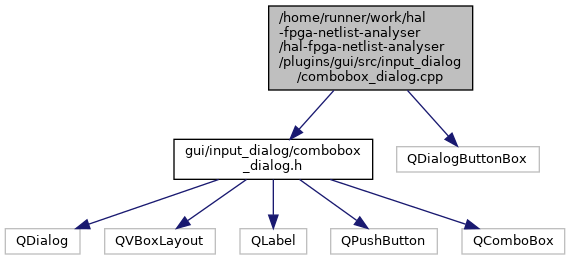 /home/runner/work/hal
-fpga-netlist-analyser
/hal-fpga-netlist-analyser
/plugins/gui/src/input_dialog
/combobox_dialog.cpp
gui/input_dialog/combobox
_dialog.h
QDialogButtonBox
QDialog
QVBoxLayout
QLabel
QPushButton
QComboBox